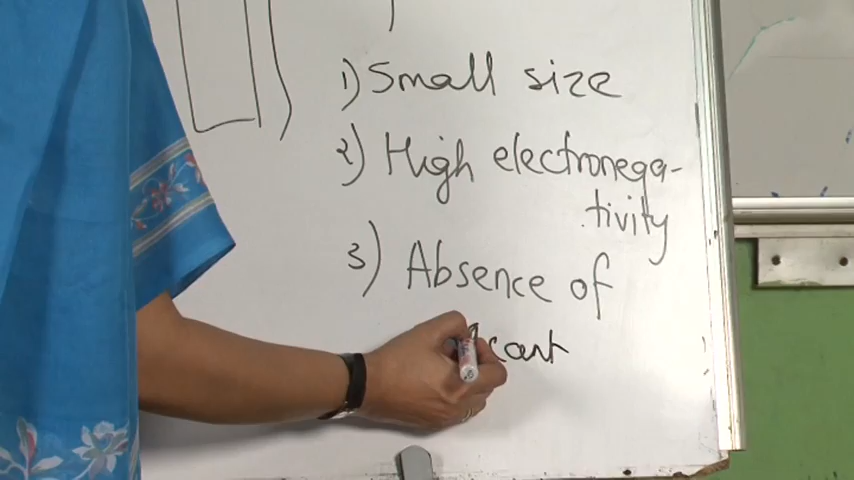 1) Small size
2) High electronega-
tivity
3) Absence of